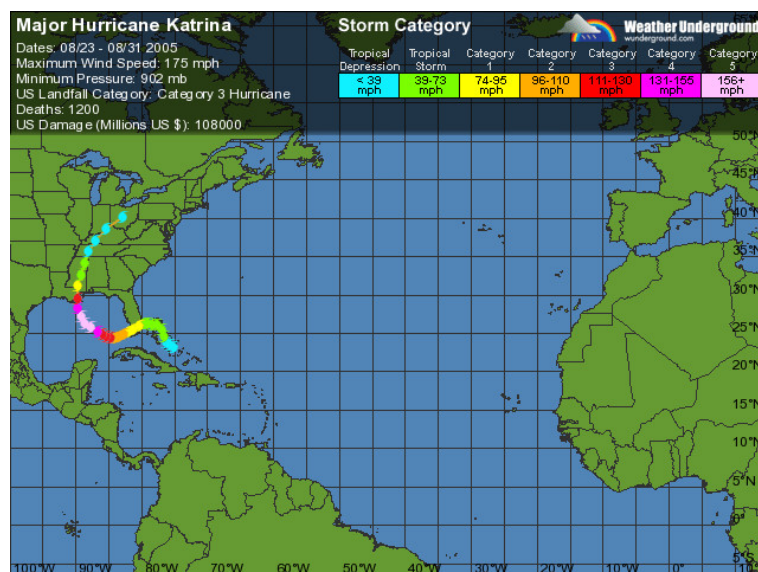 Major Hurricane Katrina
Dates: 08/23 - 08/31 2005
Maximum Wind Speed: 175 mph
Minimum Pressure: 902 mb
US Landfall Category: Category 3 Hurricane
Deaths: 1200
US Damage (Millions US $): 108000
Storm Category
Weather Underground
wunderground.com
Tropical Depression Tropical Storm Category 1 Category 2 Category 3 Category 4 Category 5
< 39 mph 39-73 mph 74-95 mph 96-110 mph 111-130 mph 131-155 mph 156+ mph
50°N
45°N
40°N
35°N
30°N
25°N
20°N
15°N
10°N
5°N
0°
5°S
100°W 90°W 80°W 70°W 60°W 50°W 40°W 30°W 20°W 10°W 0°